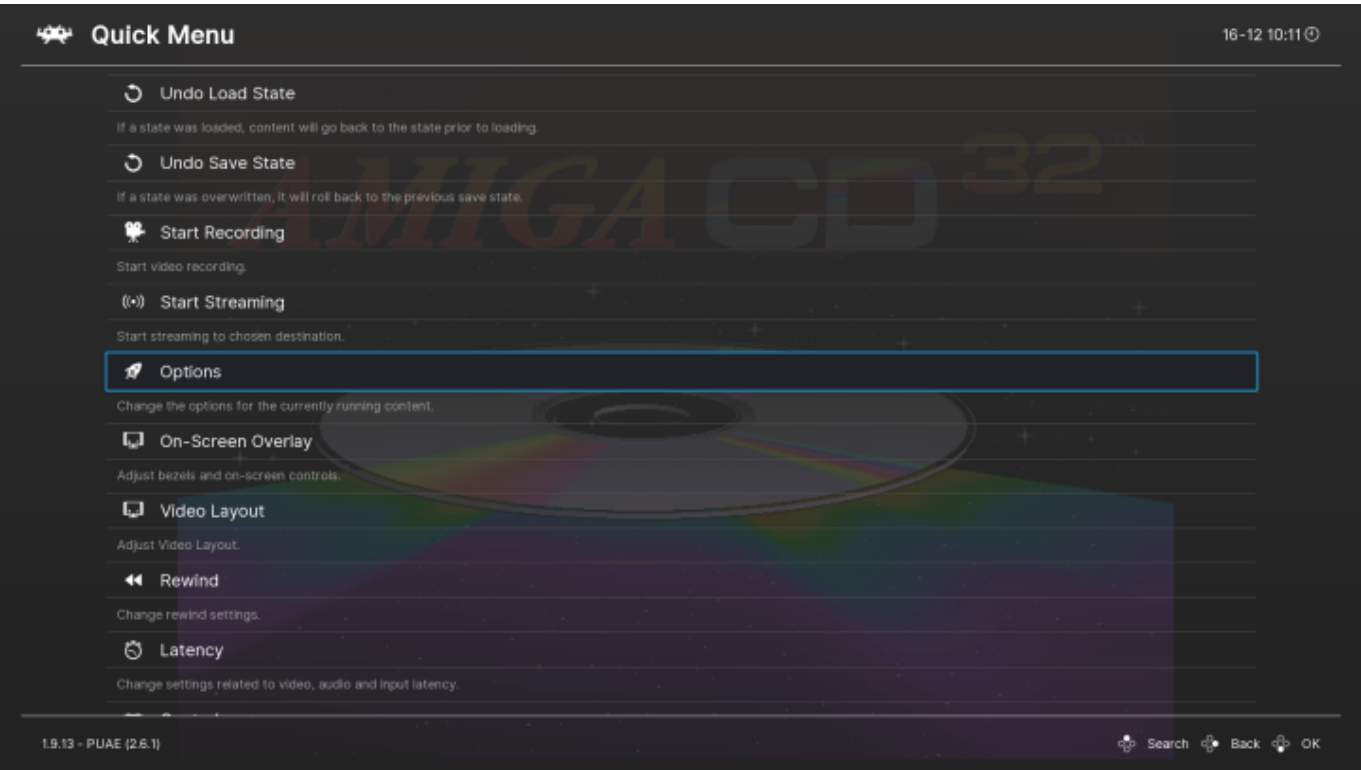 Quick Menu
16-12 10:11
Undo Load State
If a state was loaded, content will go back to the state prior to loading.
Undo Save State
If a state was overwritten, it will roll back to the previous save state.
Start Recording
Start video recording.
Start Streaming
Start streaming to chosen destination.
Options
Change the options for the currently running content.
On-Screen Overlay
Adjust bezels and on-screen controls.
Video Layout
Adjust Video Layout.
Rewind
Change rewind settings.
Latency
Change settings related to video, audio and input latency.
AMIGA CD 32 ™
1.9.13 - PUAE (2.6.1)
Search Back OK